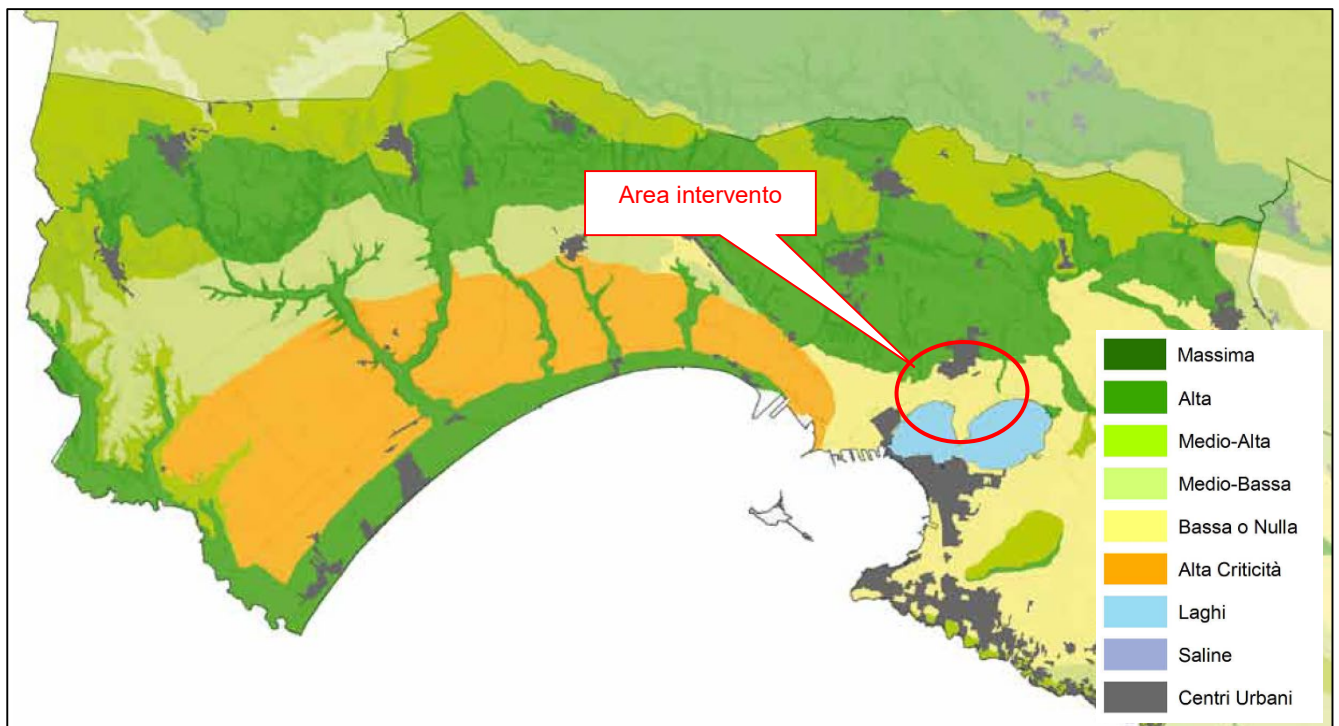 Area intervento
Massima
Alta
Medio-Alta
Medio-Bassa
Bassa o Nulla
Alta Criticità
Laghi
Saline
Centri Urbani